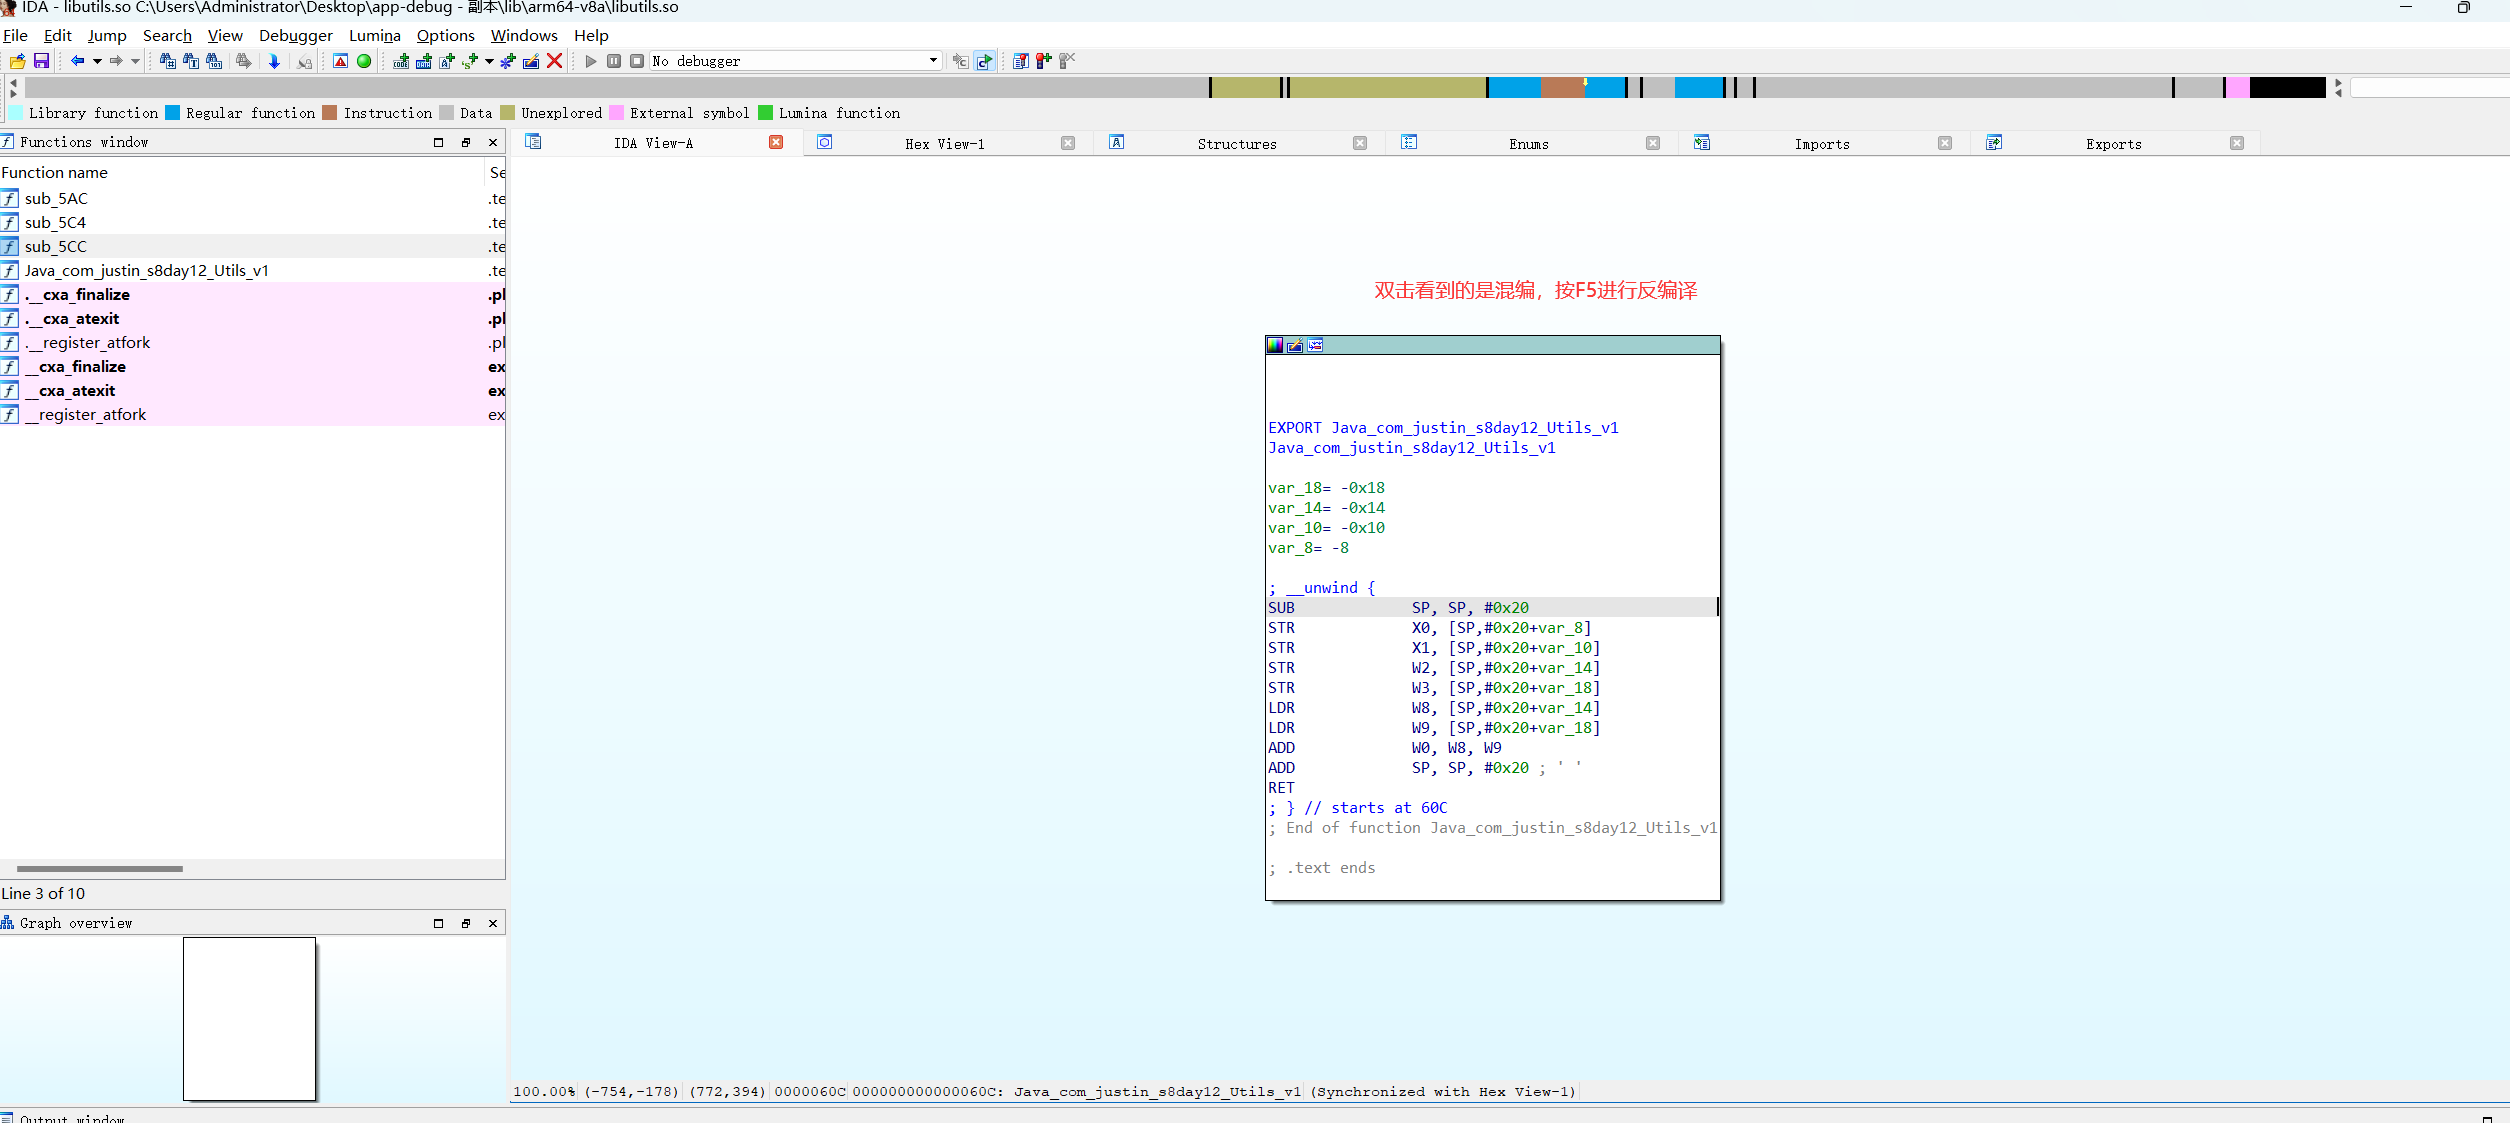 IDA - libutils.so C:\Users\Administrator\Desktop\app-debug - 副本\lib\arm64-v8a\libutils.so
File Edit Jump Search View Debugger Lumina Options Windows Help
No debugger
Library function Regular function Instruction Data Unexplored External symbol Lumina function
Functions window
IDA View-A Hex View-1 Structures Enums Imports Exports
Function name Se
sub_5AC .te
sub_5C4 .te
sub_5CC .te
Java_com_justin_s8day12_Utils_v1 .te
.__cxa_finalize .pl
.__cxa_atexit .pl
.__register_atfork .pl
__cxa_finalize ex
__cxa_atexit ex
__register_atfork ex
Line 3 of 10
Graph overview
双击看到的是混编，按F5进行反编译
EXPORT Java_com_justin_s8day12_Utils_v1
Java_com_justin_s8day12_Utils_v1
var_18= -0x18
var_14= -0x14
var_10= -0x10
var_8= -8
; __unwind {
SUB SP, SP, #0x20
STR X0, [SP,#0x20+var_8]
STR X1, [SP,#0x20+var_10]
STR W2, [SP,#0x20+var_14]
STR W3, [SP,#0x20+var_18]
LDR W8, [SP,#0x20+var_14]
LDR W9, [SP,#0x20+var_18]
ADD W0, W8, W9
ADD SP, SP, #0x20 ; ' '
RET
; } // starts at 60C
; End of function Java_com_justin_s8day12_Utils_v1
; .text ends
100.00% (-754,-178) (772,394) 0000060C 000000000000060C: Java_com_justin_s8day12_Utils_v1 (Synchronized with Hex View-1)
Output window